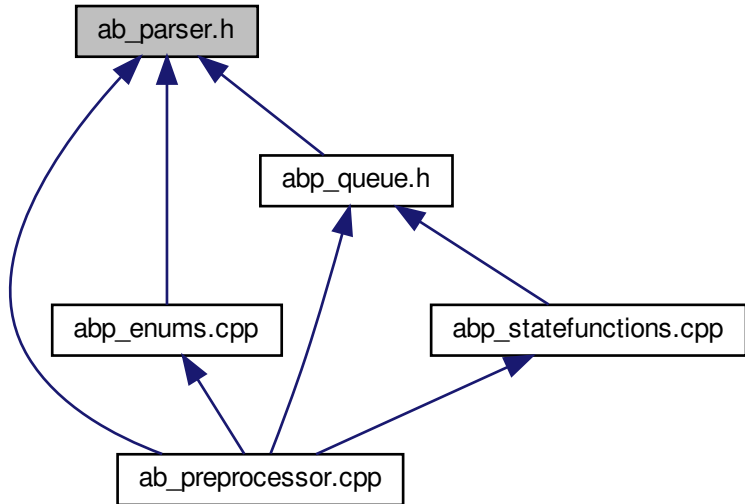 ab_parser.h
abp_queue.h
abp_enums.cpp
abp_statefunctions.cpp
ab_preprocessor.cpp